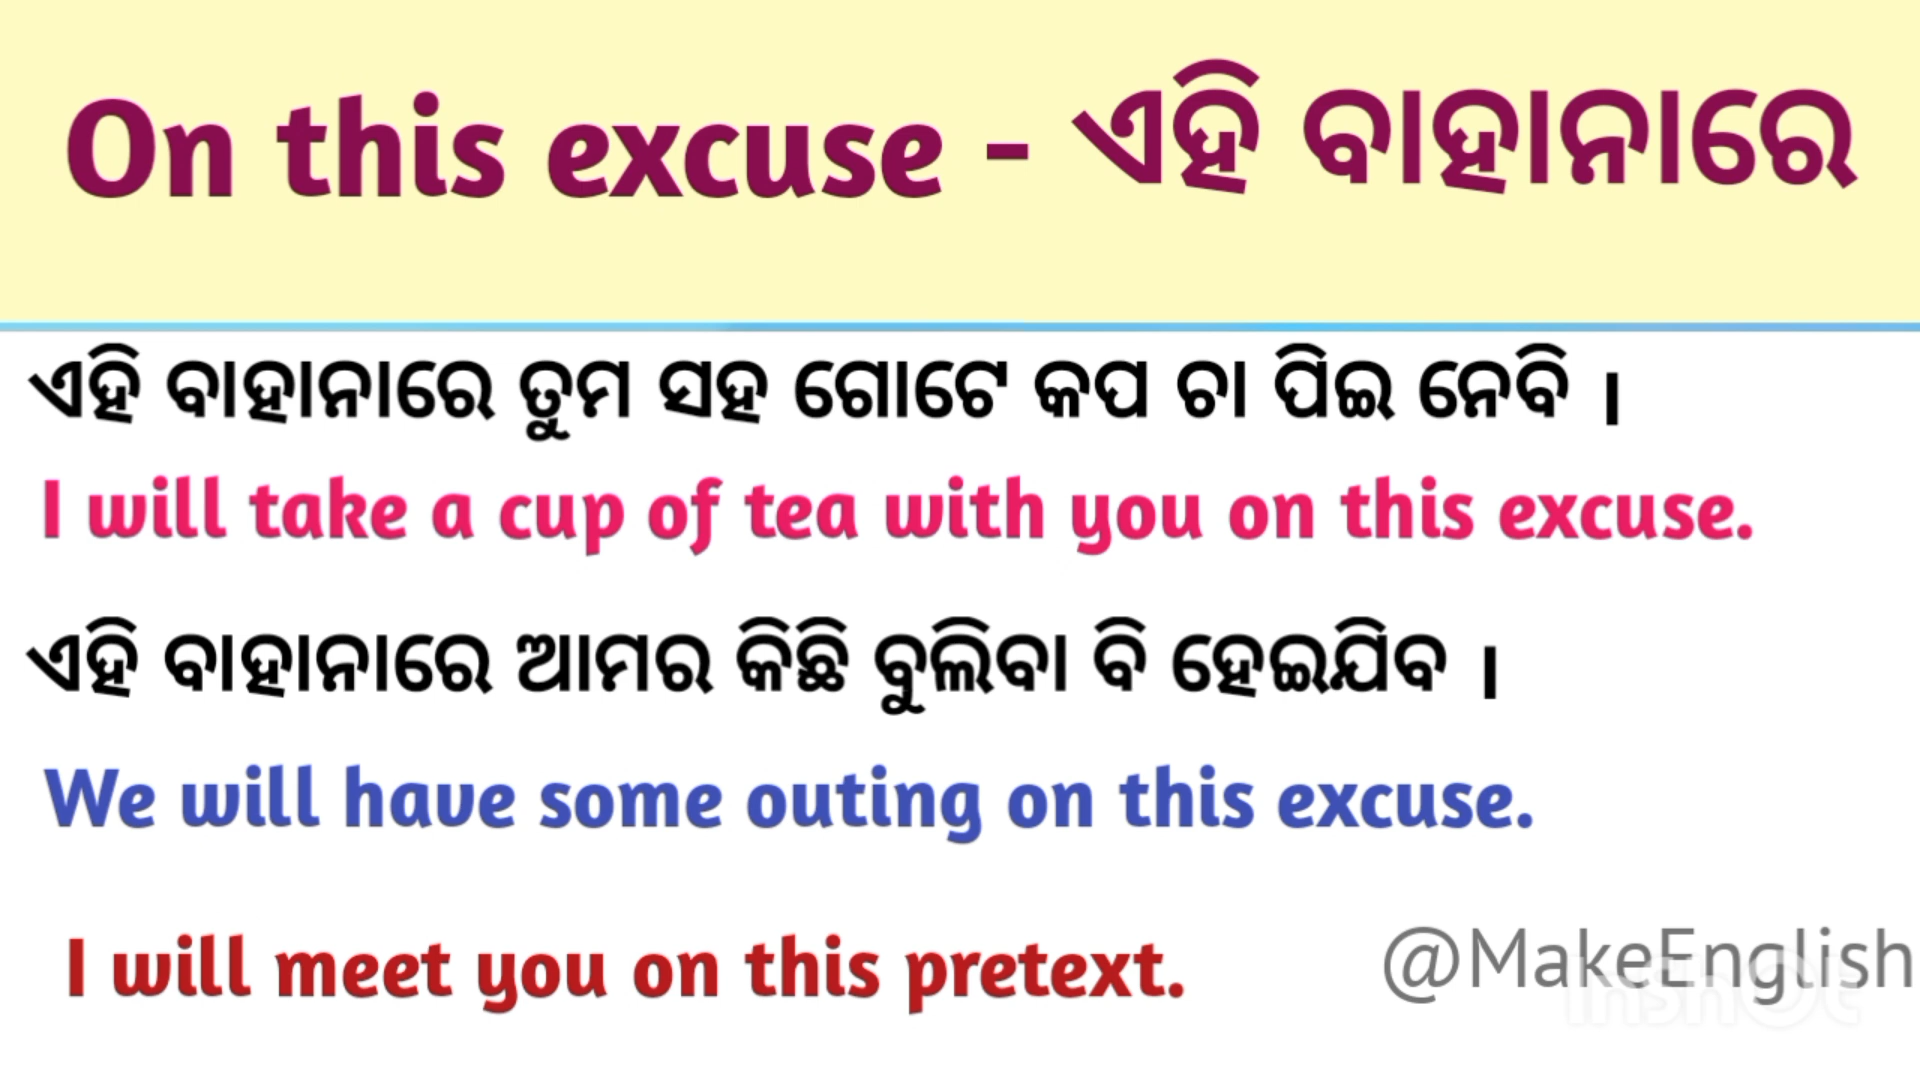 On this excuse - ଏହି ବାହାନାରେ
ଏହି ବାହାନାରେ ତୁମ ସହ ଗୋଟେ କପ ଚା ପିଇ ନେବି ।
I will take a cup of tea with you on this excuse.
ଏହି ବାହାନାରେ ଆମର କିଛି ବୁଲିବା ବି ହେଇଯିବ ।
We will have some outing on this excuse.
I will meet you on this pretext.
@MakeEnglish
InShOt